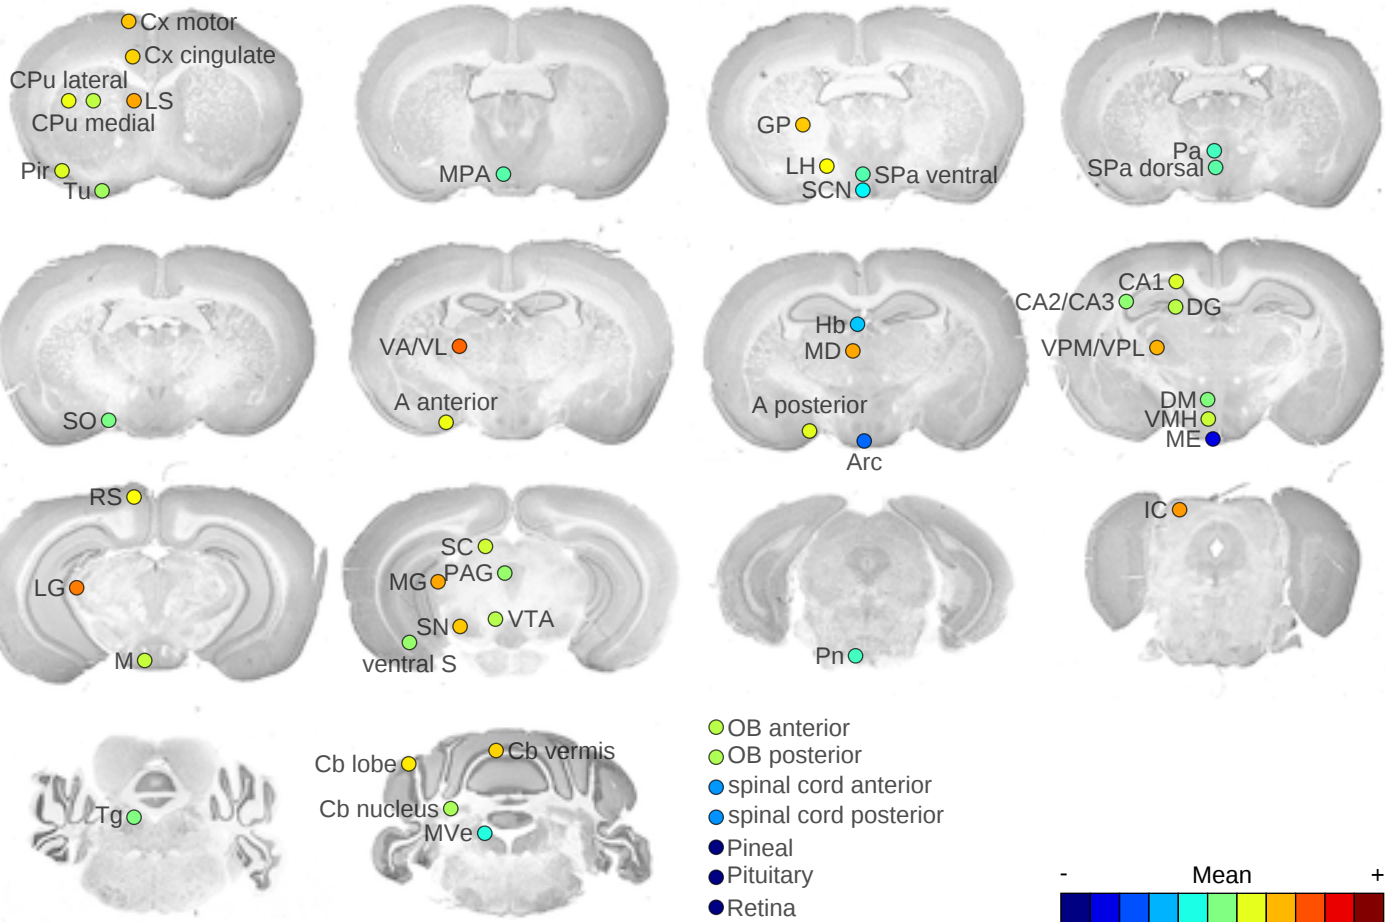 Cx motor
Cx cingulate
CPu lateral
LS
CPu medial
Pir
Tu
MPA
GP
LH
SPa ventral
SCN
Pa
SPa dorsal
SO
VA/VL
A anterior
Hb
MD
A posterior
Arc
CA1
CA2/CA3
DG
VPM/VPL
DM
VMH
ME
RS
LG
M
SC
MG
PAG
SN
VTA
ventral S
Pn
IC
Tg
Cb lobe
Cb vermis
Cb nucleus
MVe
OB anterior
OB posterior
spinal cord anterior
spinal cord posterior
Pineal
Pituitary
Retina
- Mean +